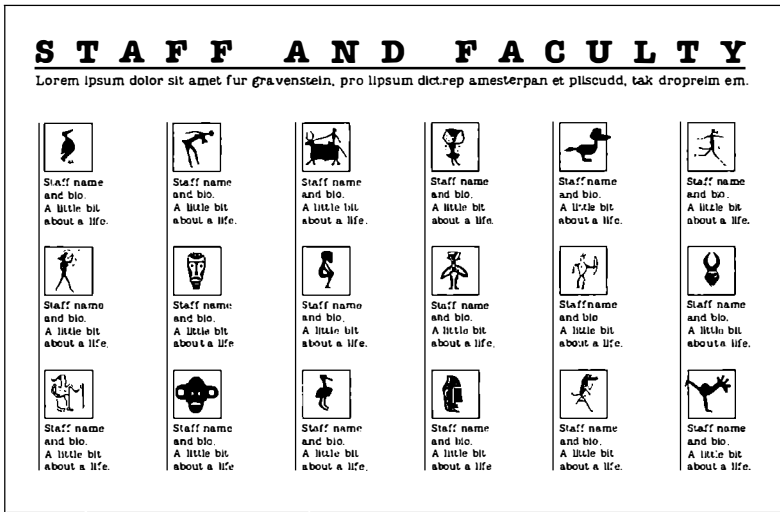 STAFF AND FACULTY
Lorem ipsum dolor sit amet fur gravenstein, pro lipsum dictrep amesterpan et pliscudd, tak dropreim em.
Staff name
and bio.
A little bit
about a life.
Staff name
and bio.
A little bit
about a life.
Staff name
and bio.
A little bit
about a life.
Staff name
and bio.
A little bit
about a life.
Staff name
and bio.
A little bit
about a life.
Staff name
and bio.
A little bit
about a life.
Staff name
and bio.
A little bit
about a life.
Staff name
and bio.
A little bit
about a life
Staff name
and bio.
A little bit
about a life.
Staff name
and bio.
A little bit
about a life.
Staff name
and bio
A little bit
about a life.
Staff name
and bio.
A little bit
about a life.
Staff name
and bio.
A little bit
about a life.
Staff name
and bio.
A little bit
about a life
Staff name
and bio.
A little bit
about a life.
Staff name
and bio.
A little bit
about a life
Staff name
and bio.
A little bit
about a life.
Staff name
and bio.
A little bit
about a life.